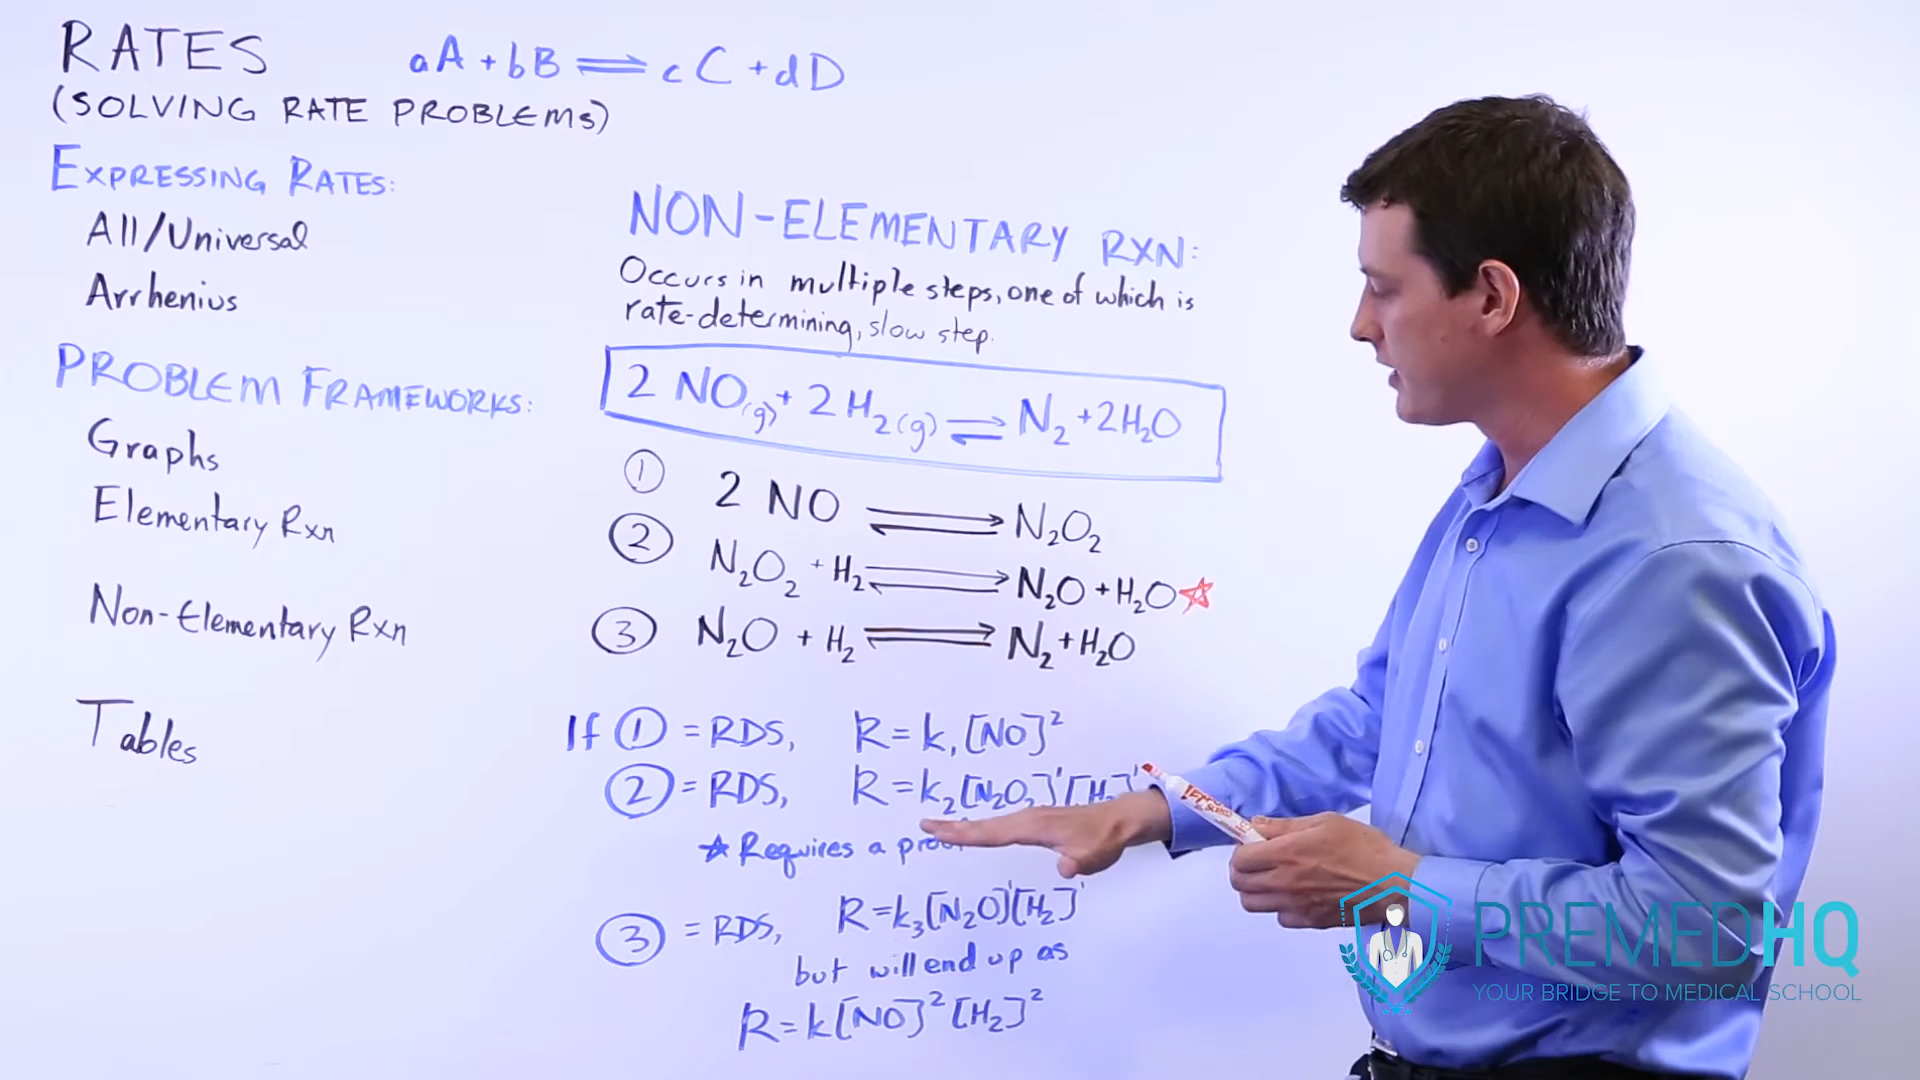 RATES
aA + bB ⇌ cC + dD
(SOLVING RATE PROBLEMS)
EXPRESSING RATES:
All/Universal
Arrhenius
PROBLEM FRAMEWORKS:
Graphs
Elementary Rxn
Non-Elementary Rxn
Tables
NON-ELEMENTARY RXN:
Occurs in multiple steps, one of which is
rate-determining, slow step.
2 NO(g) + 2 H₂(g) ⇌ N₂ + 2H₂O
① 2 NO ⇌ N₂O₂
② N₂O₂ + H₂ ⇌ N₂O + H₂O ☆
③ N₂O + H₂ ⇌ N₂ + H₂O
If ① = RDS, R = k₁[NO]²
② = RDS, R = k₂[N₂O₂]¹[H₂]¹
☆ Requires a
③ = RDS, R = k₃[N₂O]¹[H₂]¹
but will end up as
R = k[NO]²[H₂]²
PREMEDHQ
YOUR BRIDGE TO MEDICAL SCHOOL